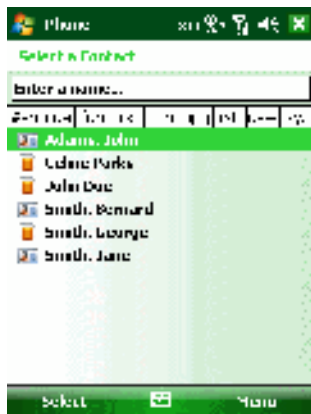 Phone
Select a Contact
Enter a name...
Adams, John
Celine Parks
John Doe
Smith, Bernard
Smith, George
Smith, Jane
Select Menu